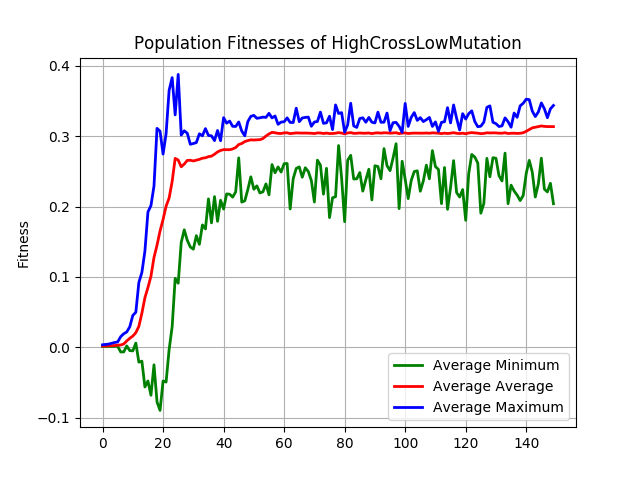 Population Fitnesses of HighCrossLowMutation
Fitness
0.4
0.3
0.2
0.1
0.0
−0.1
0
20
40
60
80
100
120
140
Average Minimum
Average Average
Average Maximum